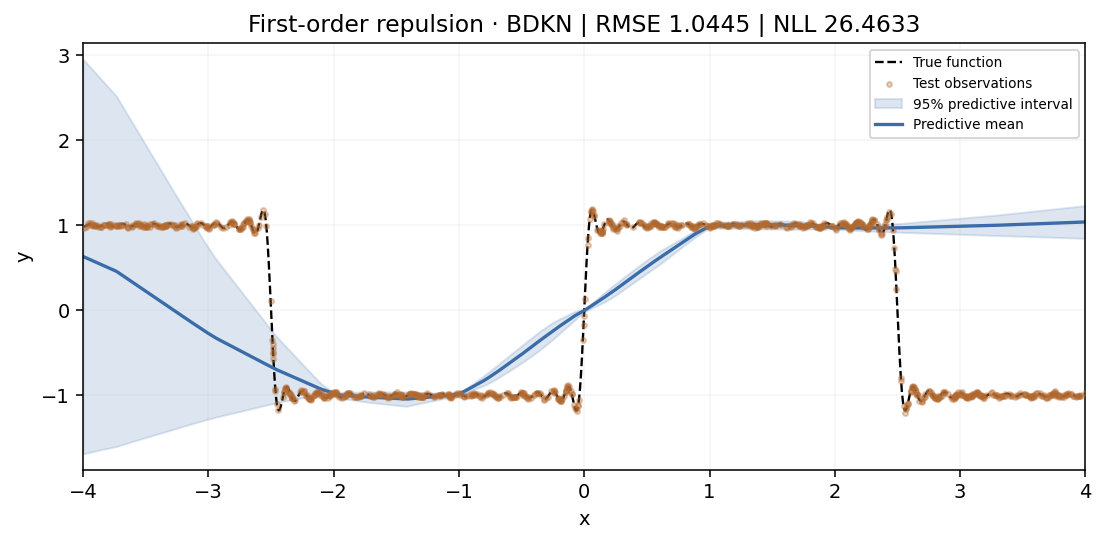 First-order repulsion · BDKN | RMSE 1.0445 | NLL 26.4633
True function
Test observations
95% predictive interval
Predictive mean
3
2
1
0
−1
y
−4
−3
−2
−1
0
1
2
3
4
x